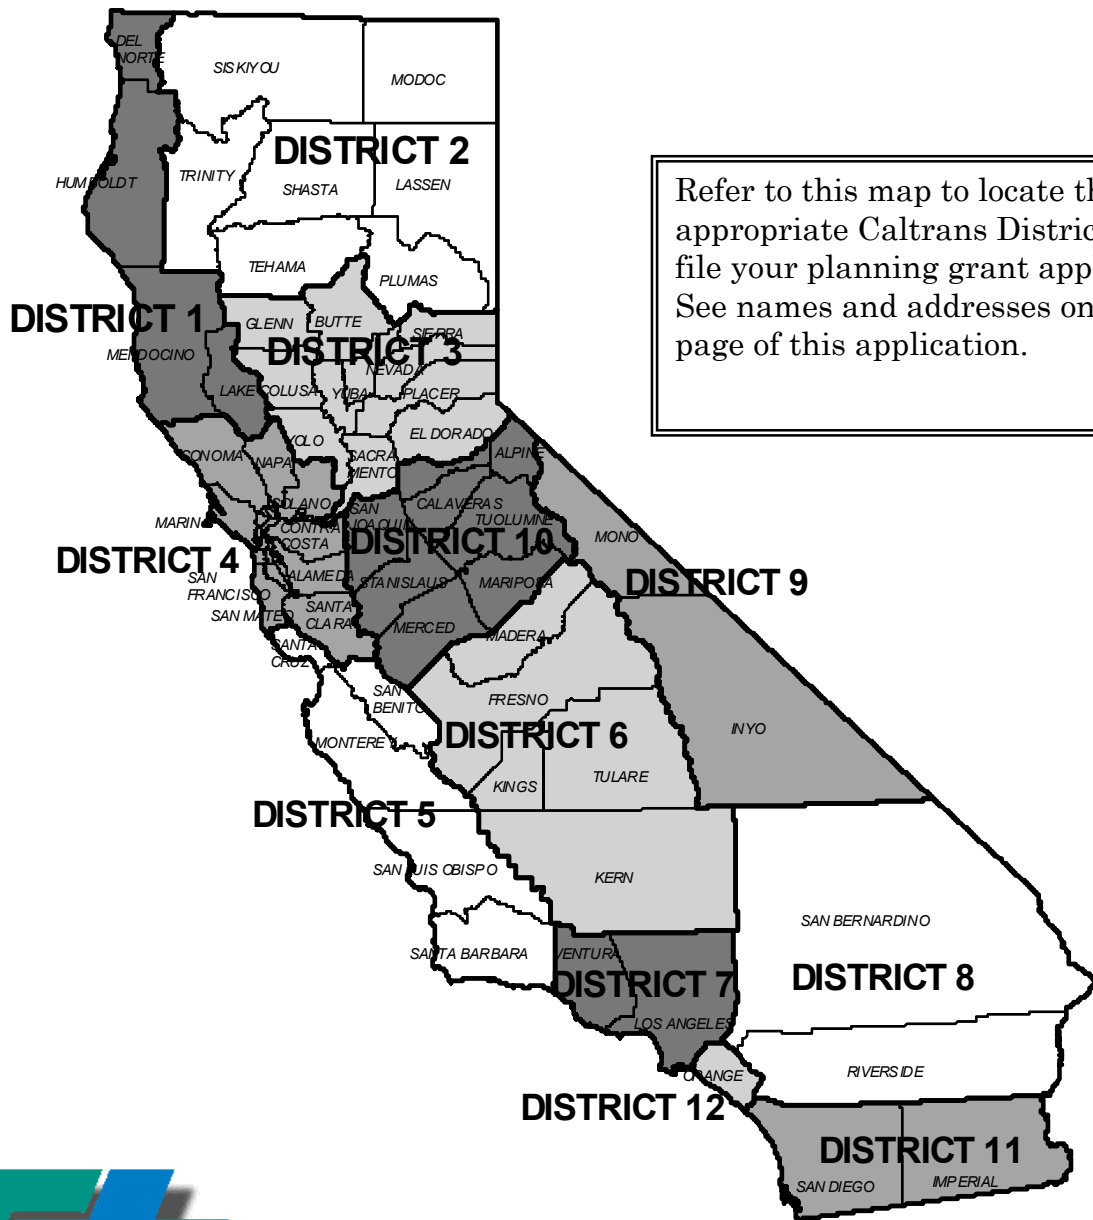 DEL
NORTE
SISKIYOU
MODOC
DISTRICT 2
HUMBOLDT
TRINITY
SHASTA
LASSEN
Refer to this map to locate th
appropriate Caltrans Distric
file your planning grant app
See names and addresses on
page of this application.
TEHAMA
PLUMAS
DISTRICT 1
GLENN
BUTTE
SIERRA
MENDOCINO
DISTRICT 3
NEVADA
LAKE
COLUSA
YUBA
PLACER
EL DORADO
YOLO
SONOMA
NAPA
SACRA
MENTO
ALPINE
SOLANO
SAN
JOAQUIN
CALAVERAS
TUOLUMNE
MARIN
CONTRA
COSTA
DISTRICT 10
MONO
DISTRICT 4
ALAMEDA
STANISLAUS
MARIPOSA
DISTRICT 9
SAN
FRANCISCO
SAN MATEO
SANTA
CLARA
MERCED
MADERA
SANTA
CRUZ
SAN
BENITO
FRESNO
MONTEREY
DISTRICT 6
INYO
KINGS
TULARE
DISTRICT 5
SAN LUIS OBISPO
KERN
SAN BERNARDINO
SANTA BARBARA
VENTURA
DISTRICT 7
DISTRICT 8
LOS ANGELES
ORANGE
RIVERSIDE
DISTRICT 12
DISTRICT 11
SAN DIEGO
IMPERIAL